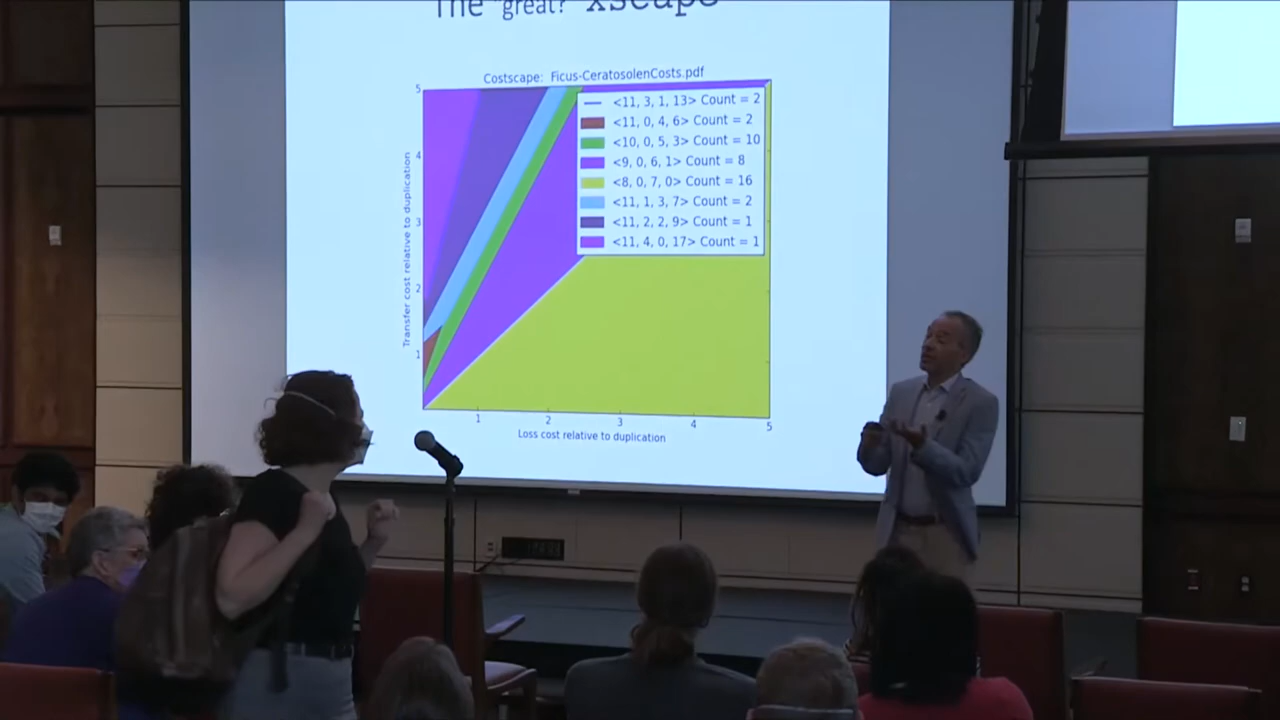 The "great?" xscape
Costscape: Ficus-CeratosolenCosts.pdf
<11, 3, 1, 13> Count = 2
<11, 0, 4, 6> Count = 2
<10, 0, 5, 3> Count = 10
<9, 0, 6, 1> Count = 8
<8, 0, 7, 0> Count = 16
<11, 1, 3, 7> Count = 2
<11, 2, 2, 9> Count = 1
<11, 4, 0, 17> Count = 1
5
4
3
2
1
Transfer cost relative to duplication
1 2 3 4 5
Loss cost relative to duplication